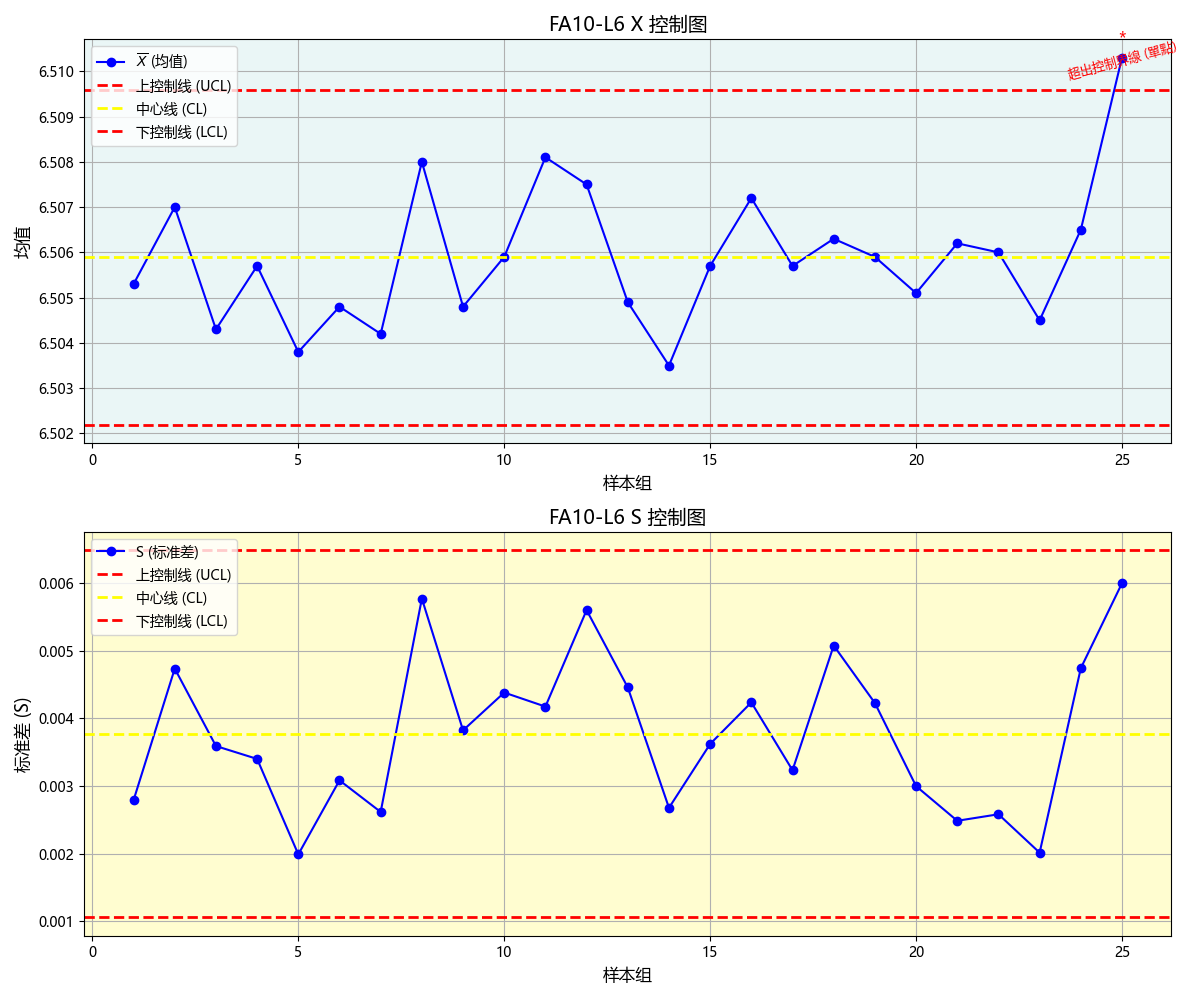 FA10-L6 X 控制图
X (均值)
上控制线 (UCL)
中心线 (CL)
下控制线 (LCL)
*
超出控制界線 (單點)
6.510
6.509
6.508
6.507
6.506
6.505
6.504
6.503
6.502
均值
0 5 10 15 20 25
样本组
FA10-L6 S 控制图
S (标准差)
上控制线 (UCL)
中心线 (CL)
下控制线 (LCL)
0.006
0.005
0.004
0.003
0.002
0.001
标准差 (S)
0 5 10 15 20 25
样本组